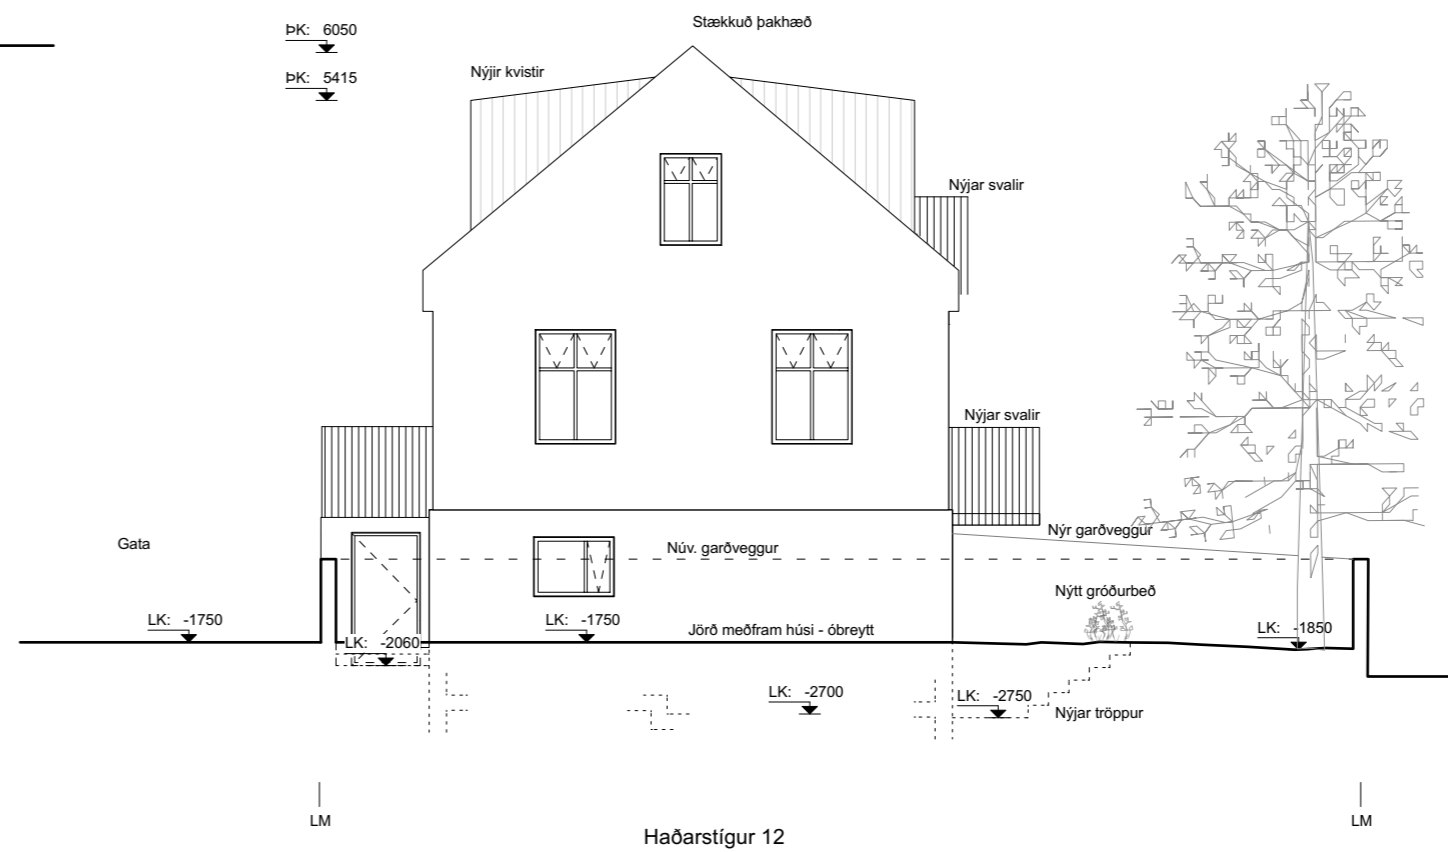 Stækkuð þakhæð
ÞK: 6050
Nýjir kvistir
ÞK: 5415
Nýjar svalir
Nýjar svalir
Gata
Núv. garðveggur
Nýr garðveggur
Nýtt gróðurbeð
LK: -1750
LK: -1750
Jörð meðfram húsi - óbreytt
LK: -1850
LK: -2060
LK: -2700
LK: -2750
Nýjar tröppur
LM
LM
Haðarstígur 12